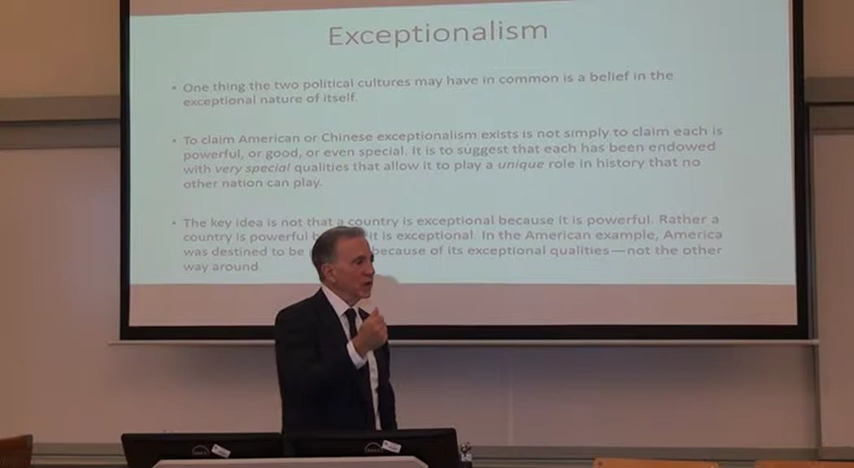 Exceptionalism
• One thing the two political cultures may have in common is a belief in the
exceptional nature of itself.
• To claim American or Chinese exceptionalism exists is not simply to claim each is
powerful, or good, or even special. It is to suggest that each has been endowed
with very special qualities that allow it to play a unique role in history that no
other nation can play.
• The key idea is not that a country is exceptional because it is powerful. Rather a
country is powerful it is exceptional. In the American example, America
was destined to be because of its exceptional qualities—not the other
way around.